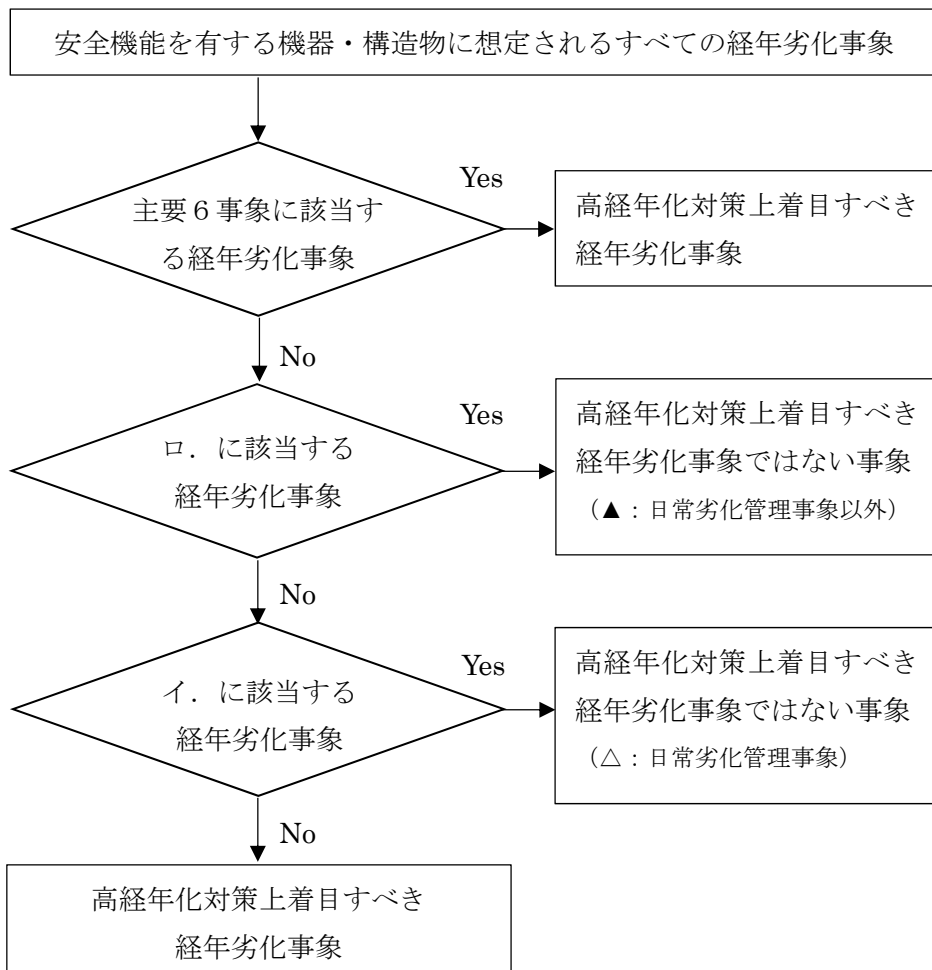 安全機能を有する機器・構造物に想定されるすべての経年劣化事象
Yes
主要６事象に該当す
る経年劣化事象
高経年化対策上着目すべき
経年劣化事象
No
Yes
ロ．に該当する
経年劣化事象
高経年化対策上着目すべき
経年劣化事象ではない事象
（▲：日常劣化管理事象以外）
No
Yes
イ．に該当する
経年劣化事象
高経年化対策上着目すべき
経年劣化事象ではない事象
（△：日常劣化管理事象）
No
高経年化対策上着目すべき
経年劣化事象